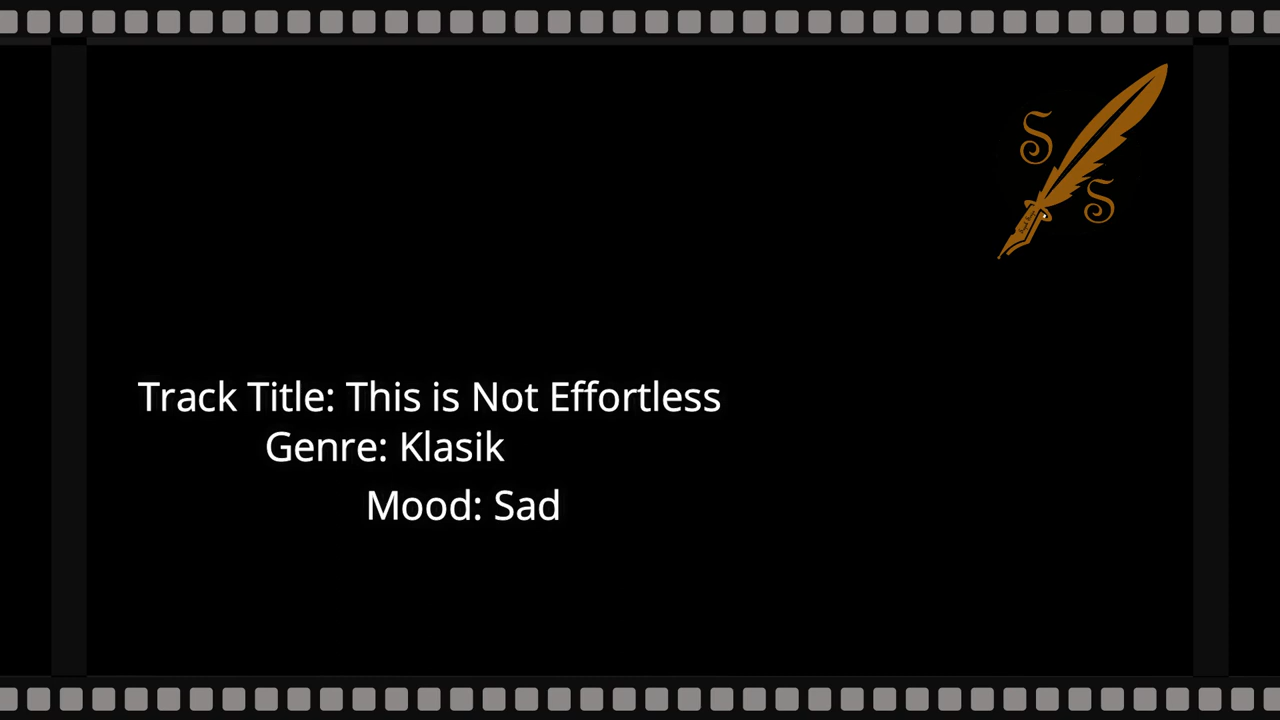 S
S
Track Title: This is Not Effortless
Genre: Klasik
Mood: Sad